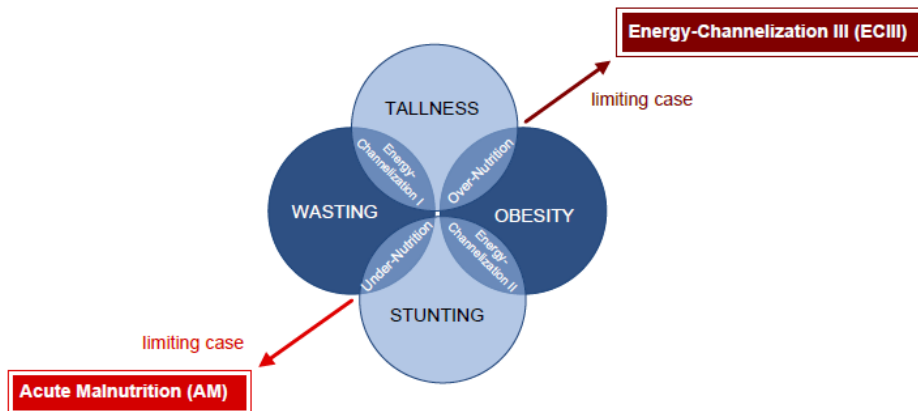 Energy-Channelization III (ECIII)
limiting case
TALLNESS
Energy-
Channelization I
Over-Nutrition
WASTING
OBESITY
Under-Nutrition
Energy-
Channelization II
STUNTING
limiting case
Acute Malnutrition (AM)